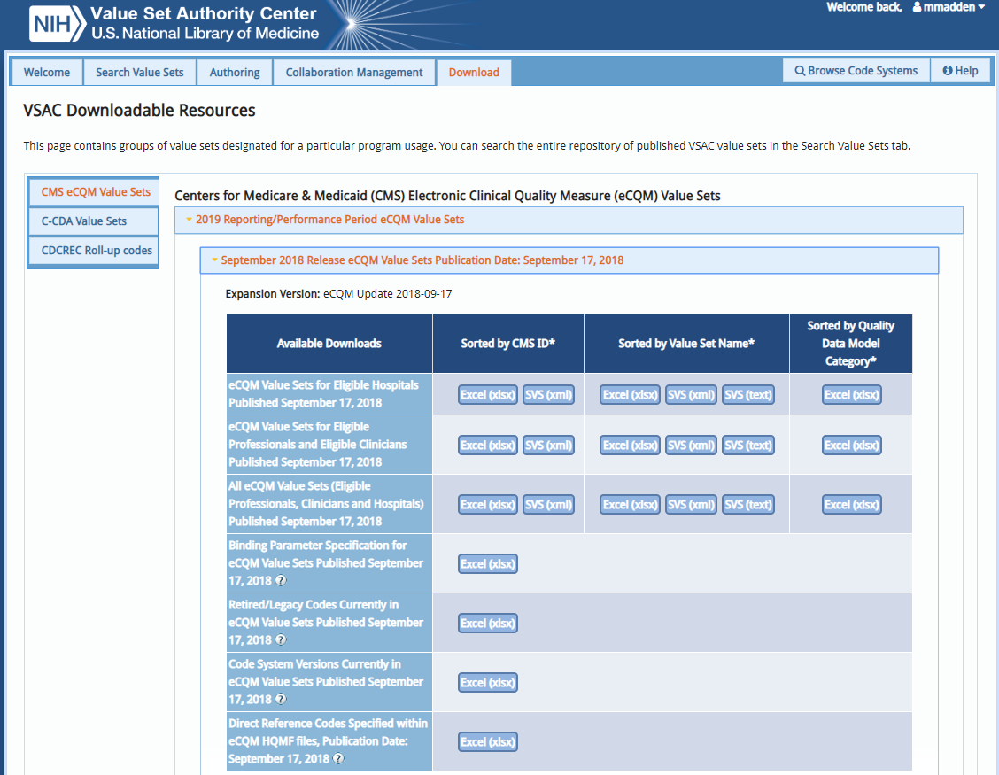 NIH
Value Set Authority Center
U.S. National Library of Medicine
Welcome back, mmadden
Welcome
Search Value Sets
Authoring
Collaboration Management
Download
Browse Code Systems
Help
VSAC Downloadable Resources
This page contains groups of value sets designated for a particular program usage. You can search the entire repository of published VSAC value sets in the Search Value Sets tab.
CMS eCQM Value Sets
C-CDA Value Sets
CDCREC Roll-up codes
Centers for Medicare & Medicaid (CMS) Electronic Clinical Quality Measure (eCQM) Value Sets
2019 Reporting/Performance Period eCQM Value Sets
September 2018 Release eCQM Value Sets Publication Date: September 17, 2018
Expansion Version: eCQM Update 2018-09-17
Available Downloads
Sorted by CMS ID*
Sorted by Value Set Name*
Sorted by Quality
Data Model
Category*
eCQM Value Sets for Eligible Hospitals
Published September 17, 2018
Excel (xlsx) SVS (xml) Excel (xlsx) SVS (xml) SVS (text) Excel (xlsx)
eCQM Value Sets for Eligible
Professionals and Eligible Clinicians
Published September 17, 2018
Excel (xlsx) SVS (xml) Excel (xlsx) SVS (xml) SVS (text) Excel (xlsx)
All eCQM Value Sets (Eligible
Professionals, Clinicians and Hospitals)
Published September 17, 2018
Excel (xlsx) SVS (xml) Excel (xlsx) SVS (xml) SVS (text) Excel (xlsx)
Binding Parameter Specification for
eCQM Value Sets Published September
17, 2018 ?
Excel (xlsx)
Retired/Legacy Codes Currently in
eCQM Value Sets Published September
17, 2018 ?
Excel (xlsx)
Code System Versions Currently in
eCQM Value Sets Published September
17, 2018 ?
Excel (xlsx)
Direct Reference Codes Specified within
eCQM HQMF files, Publication Date:
September 17, 2018 ?
Excel (xlsx)